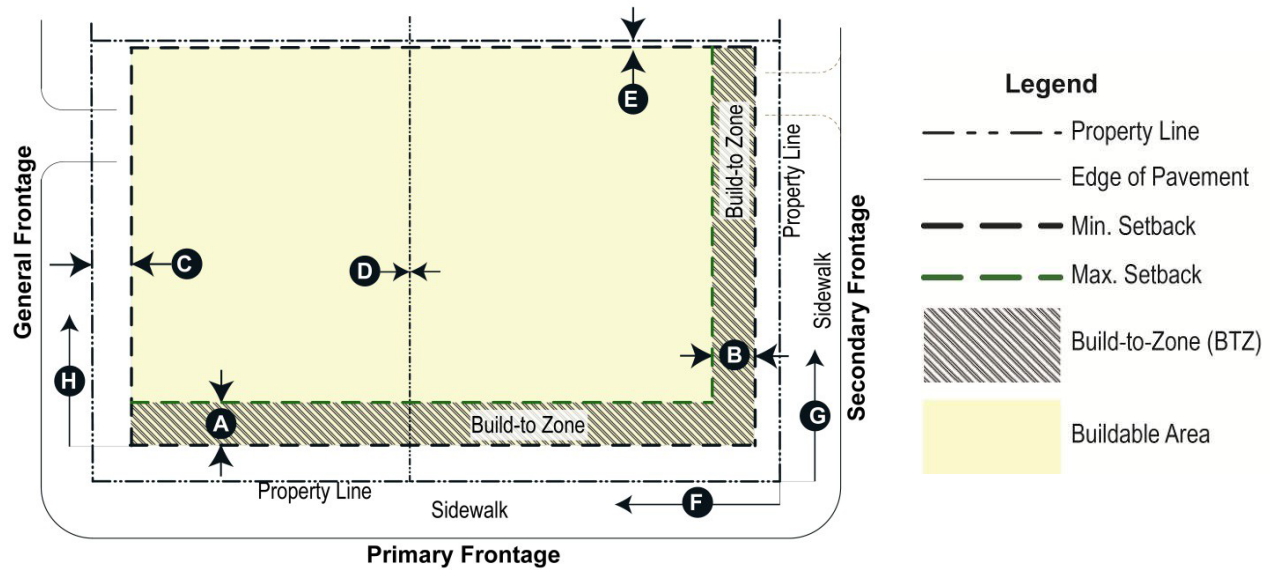 E
Build-to Zone
Property Line
General Frontage
C
D
Sidewalk
Secondary Frontage
B
H
A
Build-to Zone
G
Property Line
F
Sidewalk
Primary Frontage
Legend
Property Line
Edge of Pavement
Min. Setback
Max. Setback
Build-to-Zone (BTZ)
Buildable Area